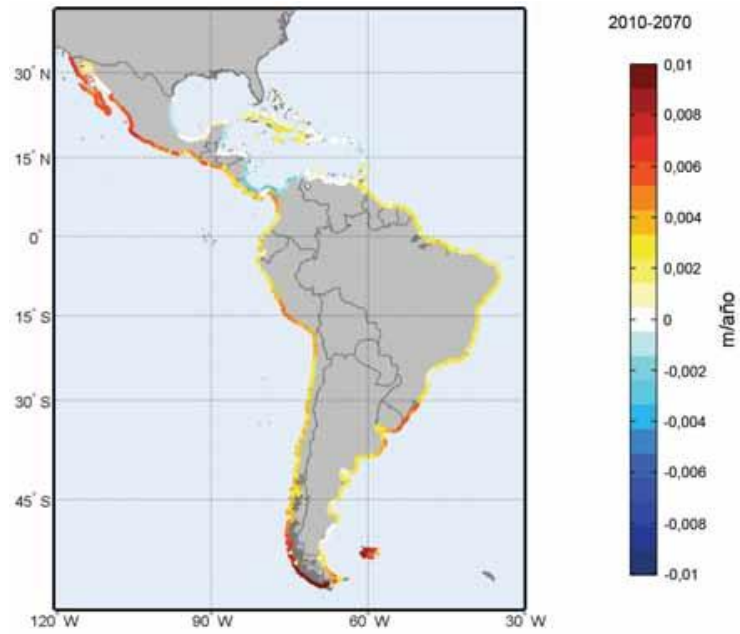 2010-2070
30° N
15° N
0°
15° S
30° S
45° S
120° W
90° W
60° W
30° W
0,01
0,008
0,006
0,004
0,002
0
-0,002
-0,004
-0,006
-0,008
-0,01
m/año